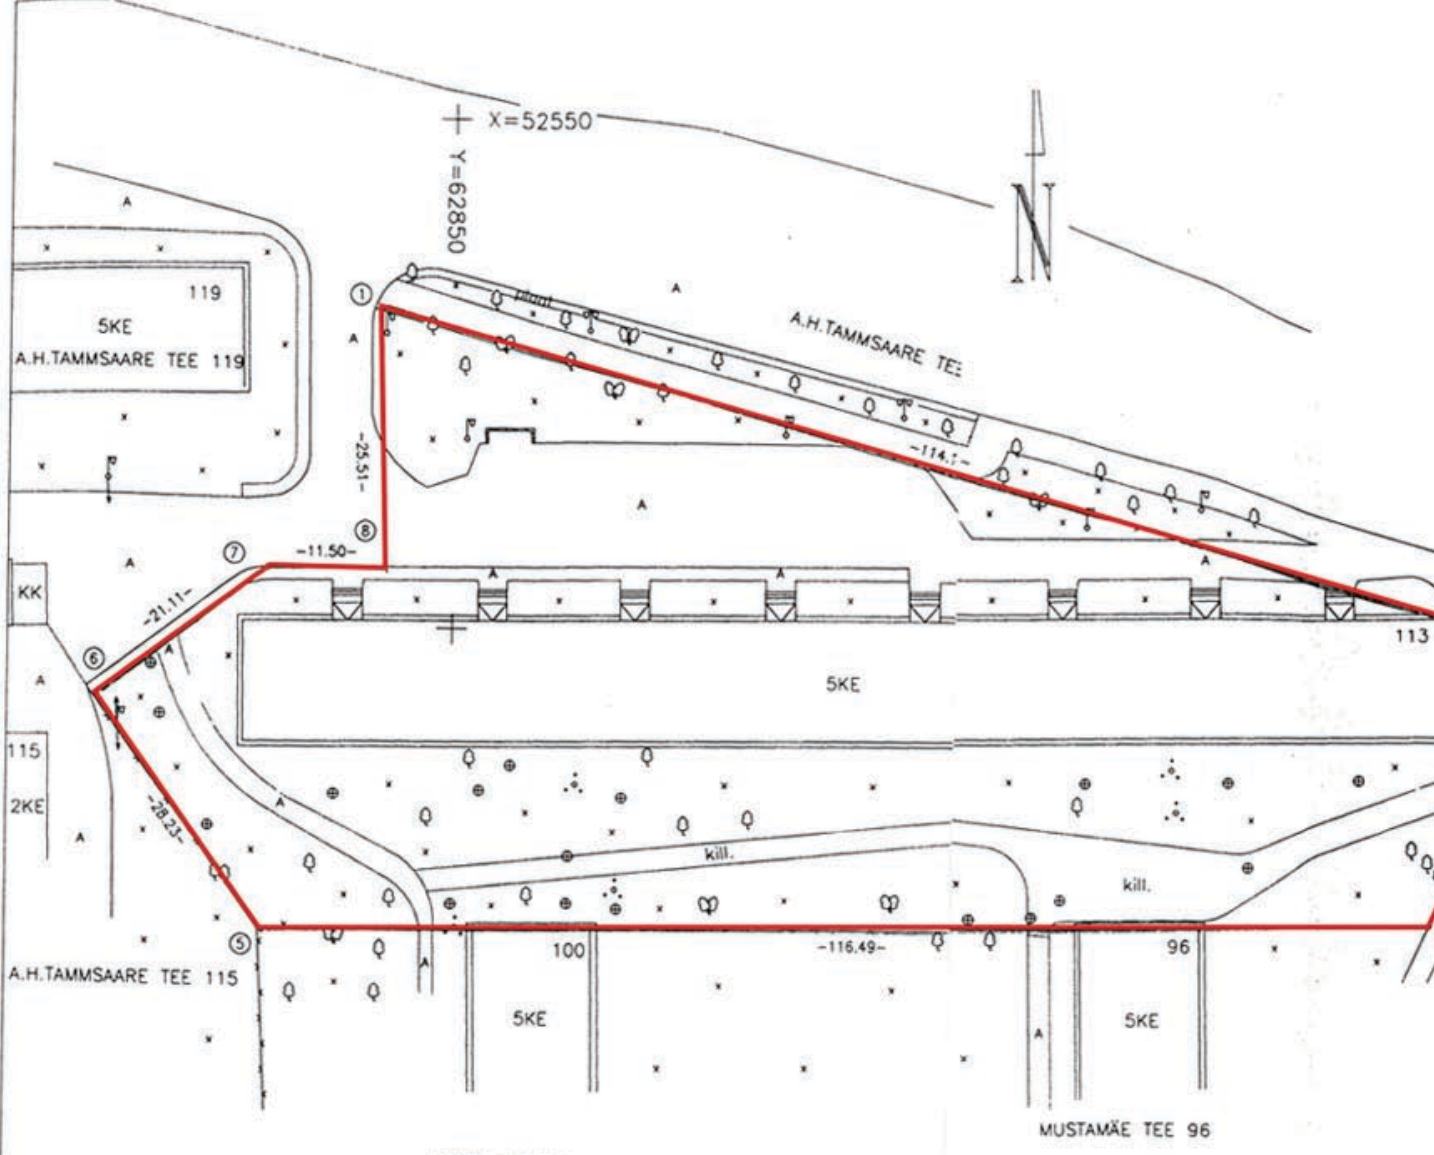 X=52550
Y=62850
N
A
119
5KE
A.H.TAMMSAARE TEE 119
1
plant
A
A
A.H.TAMMSAARE TEE
-25.51-
-114.
A
8
7
-11.50-
A
A
A
A
KK
-21.11-
113
6
A
A
5KE
115
2KE
-28.23-
A
A
kill.
kill.
5
100
-116.49-
96
A.H.TAMMSAARE TEE 115
A
5KE
5KE
A
MUSTAMÄE TEE 96